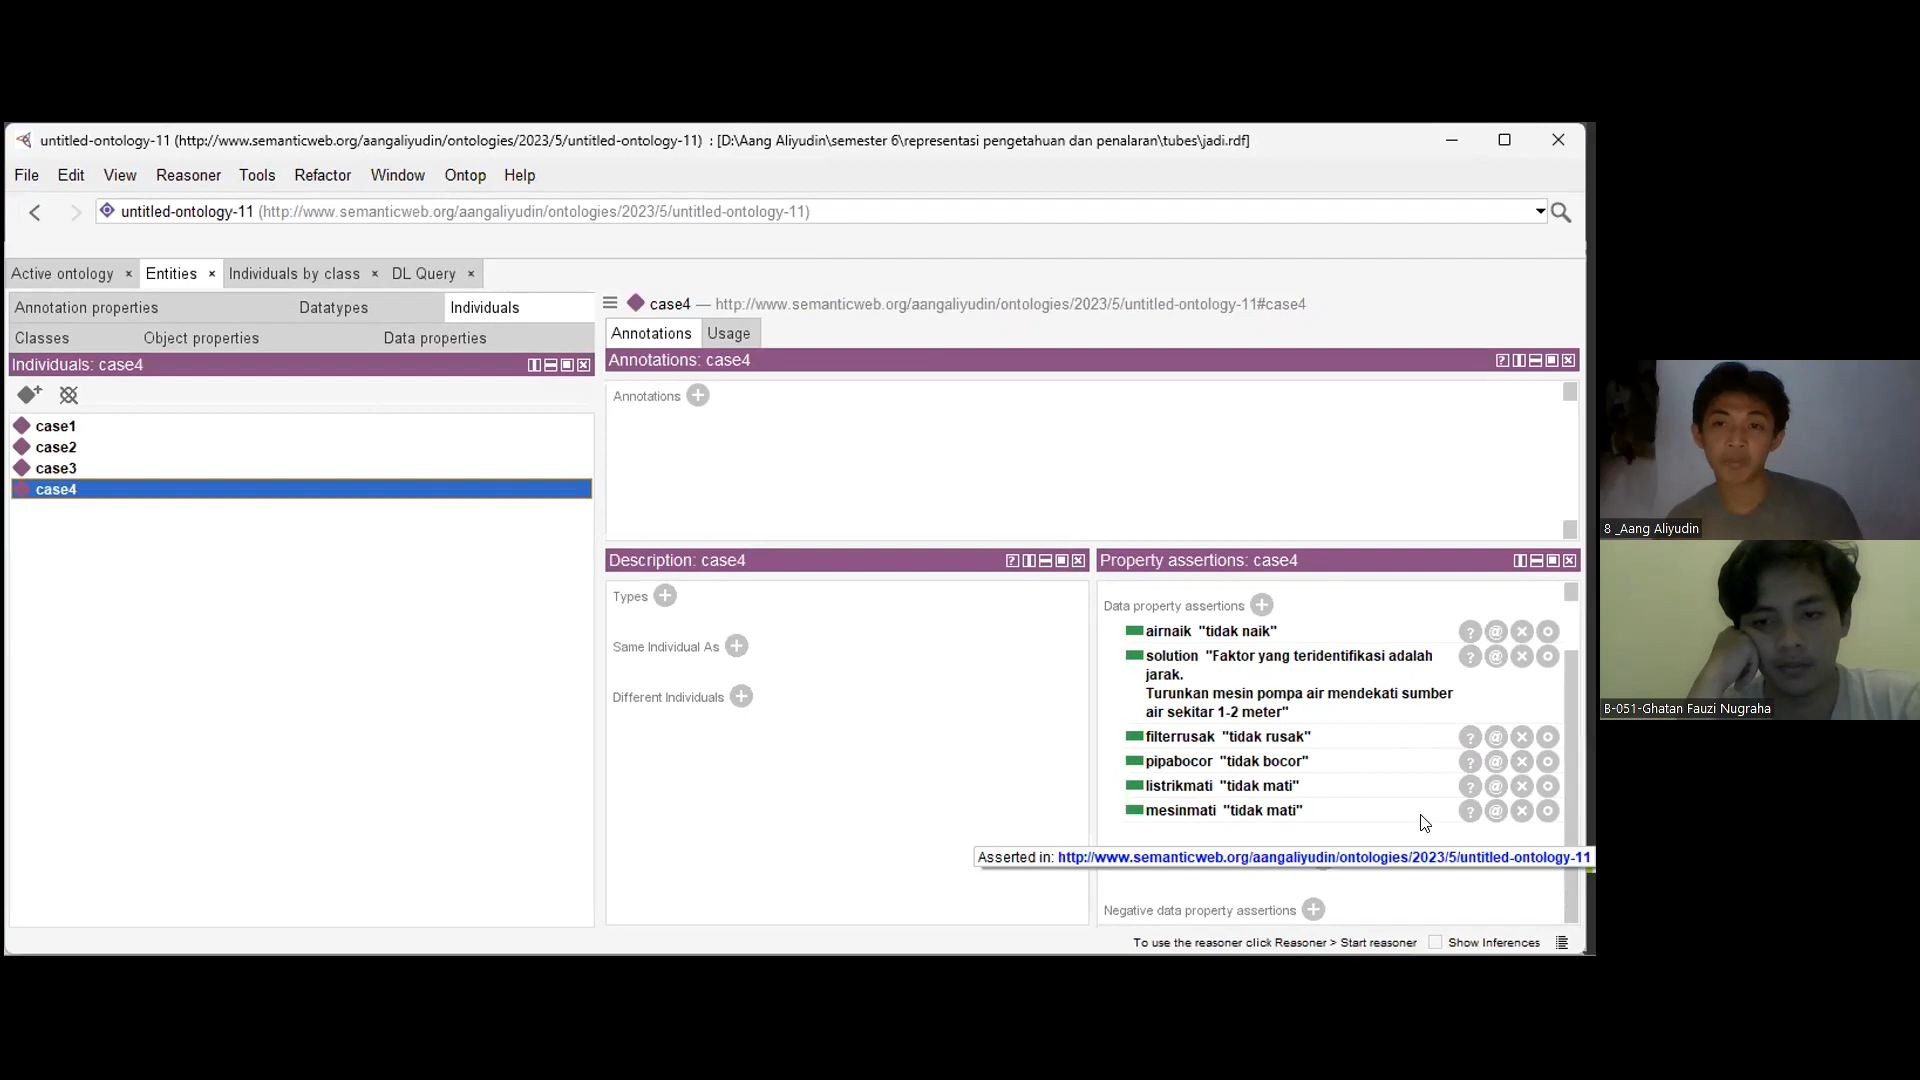 untitled-ontology-11 (http://www.semanticweb.org/aangaliyudin/ontologies/2023/5/untitled-ontology-11) : [D:\Aang Aliyudin\semester 6\representasi pengetahuan dan penalaran\tubes\jadi.rdf]
File Edit View Reasoner Tools Refactor Window Ontop Help
untitled-ontology-11 (http://www.semanticweb.org/aangaliyudin/ontologies/2023/5/untitled-ontology-11)
Active ontology × Entities × Individuals by class × DL Query ×
Annotation properties Datatypes Individuals
Classes Object properties Data properties
Individuals: case4
case1
case2
case3
case4
case4 — http://www.semanticweb.org/aangaliyudin/ontologies/2023/5/untitled-ontology-11#case4
Annotations Usage
Annotations: case4
Annotations
Description: case4
Types
Same Individual As
Different Individuals
Property assertions: case4
Data property assertions
airnaik "tidak naik"
solution "Faktor yang teridentifikasi adalah
jarak.
Turunkan mesin pompa air mendekati sumber
air sekitar 1-2 meter"
filterrusak "tidak rusak"
pipabocor "tidak bocor"
listrikmati "tidak mati"
mesinmati "tidak mati"
Asserted in: http://www.semanticweb.org/aangaliyudin/ontologies/2023/5/untitled-ontology-11
Negative data property assertions
To use the reasoner click Reasoner > Start reasoner Show Inferences
8 _Aang Aliyudin
B-051-Ghatan Fauzi Nugraha